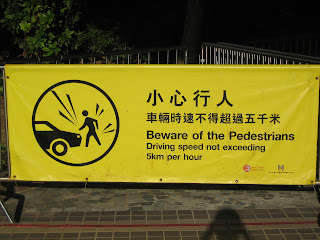 小心行人
車輛時速不得超過五千米
Beware of the Pedestrians
Driving speed not exceeding
5km per hour